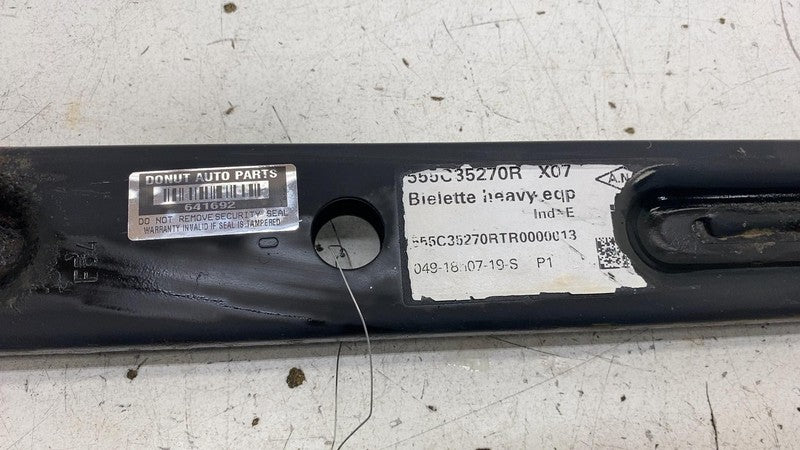 DONUT AUTO PARTS
641692
DO NOT REMOVE SECURITY SEAL
WARRANTY INVALID IF SEAL IS TAMPERED
555C35270R X07
Bielette heavy eqp
Ind>E
555C35270RTR0000013
049-18 07-19-S P1
A.N